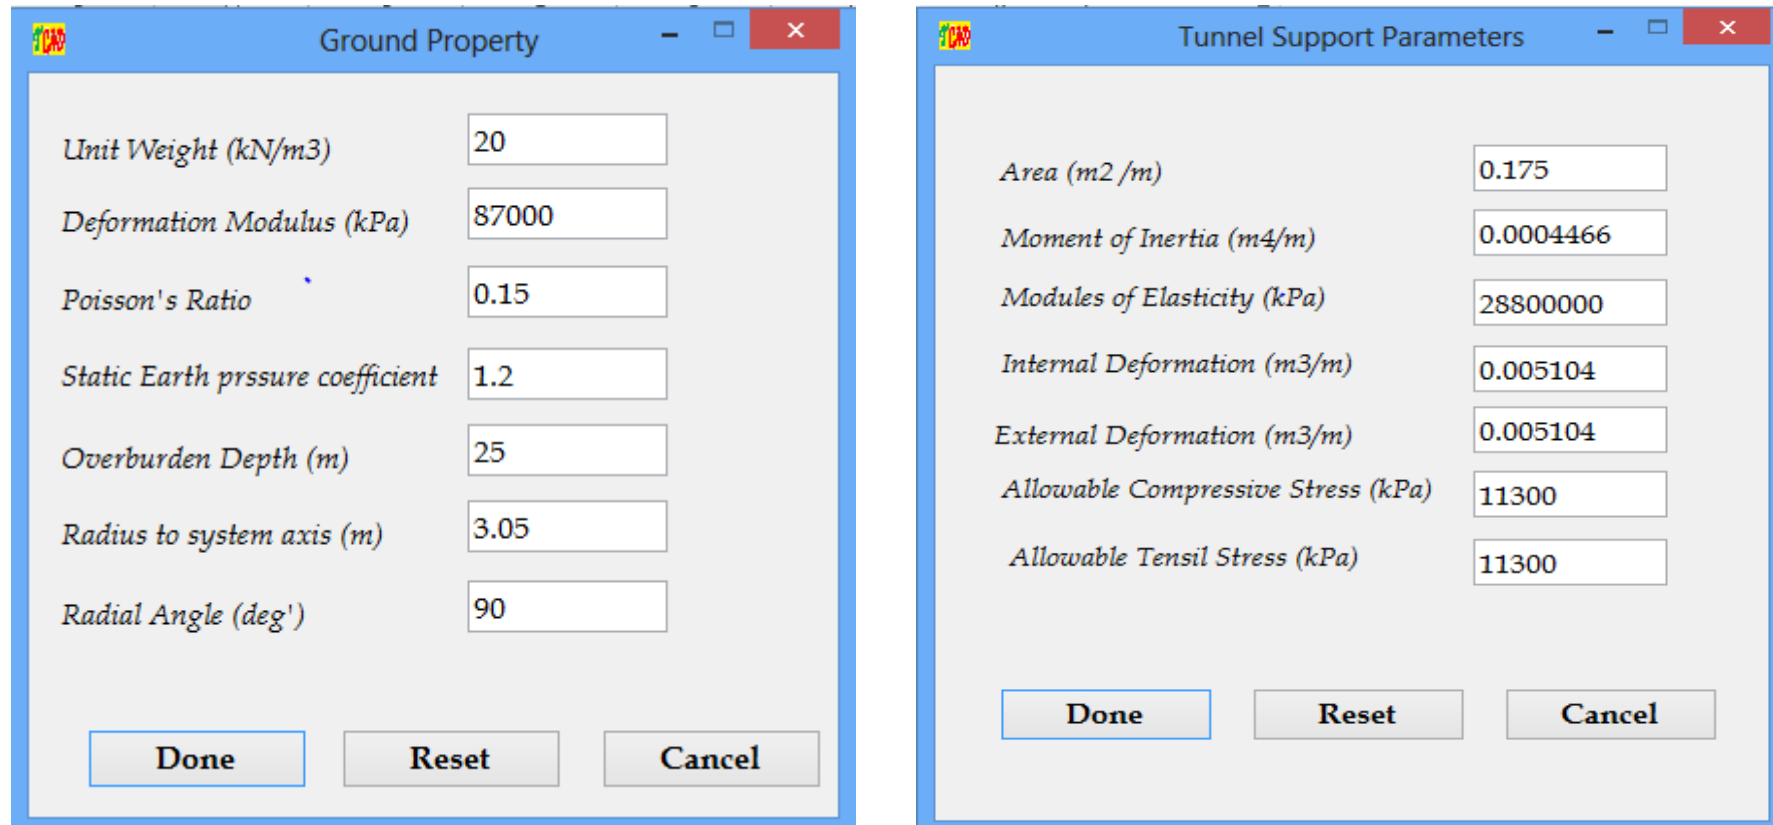 Ground Property
Unit Weight (kN/m3) 20
Deformation Modulus (kPa) 87000
Poisson's Ratio 0.15
Static Earth prssure coefficient 1.2
Overburden Depth (m) 25
Radius to system axis (m) 3.05
Radial Angle (deg') 90
Done Reset Cancel
Tunnel Support Parameters
Area (m2 /m) 0.175
Moment of Inertia (m4/m) 0.0004466
Modules of Elasticity (kPa) 28800000
Internal Deformation (m3/m) 0.005104
External Deformation (m3/m) 0.005104
Allowable Compressive Stress (kPa) 11300
Allowable Tensil Stress (kPa) 11300
Done Reset Cancel